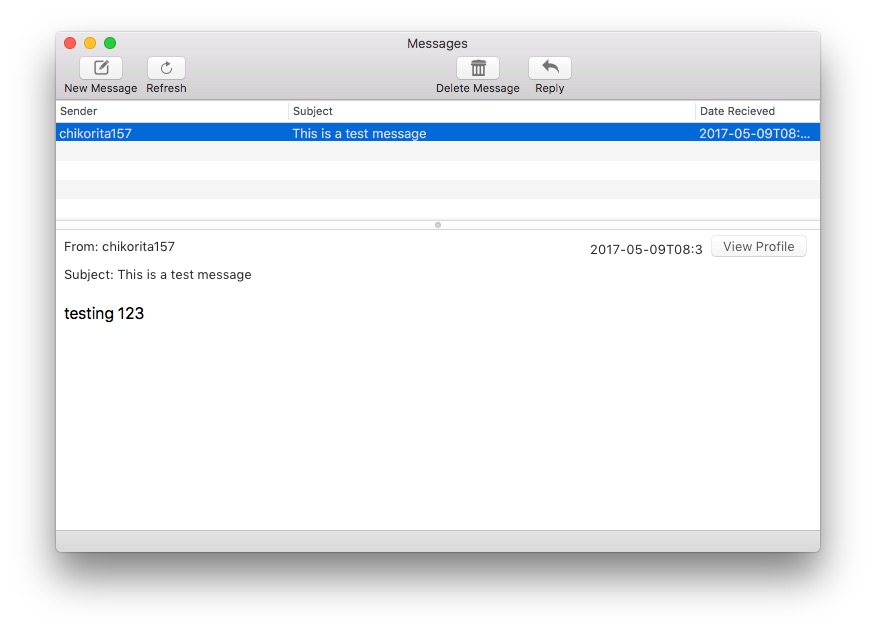 Messages
New Message Refresh Delete Message Reply
Sender Subject Date Recieved
chikorita157 This is a test message 2017-05-09T08:...
From: chikorita157 2017-05-09T08:3 View Profile
Subject: This is a test message
testing 123